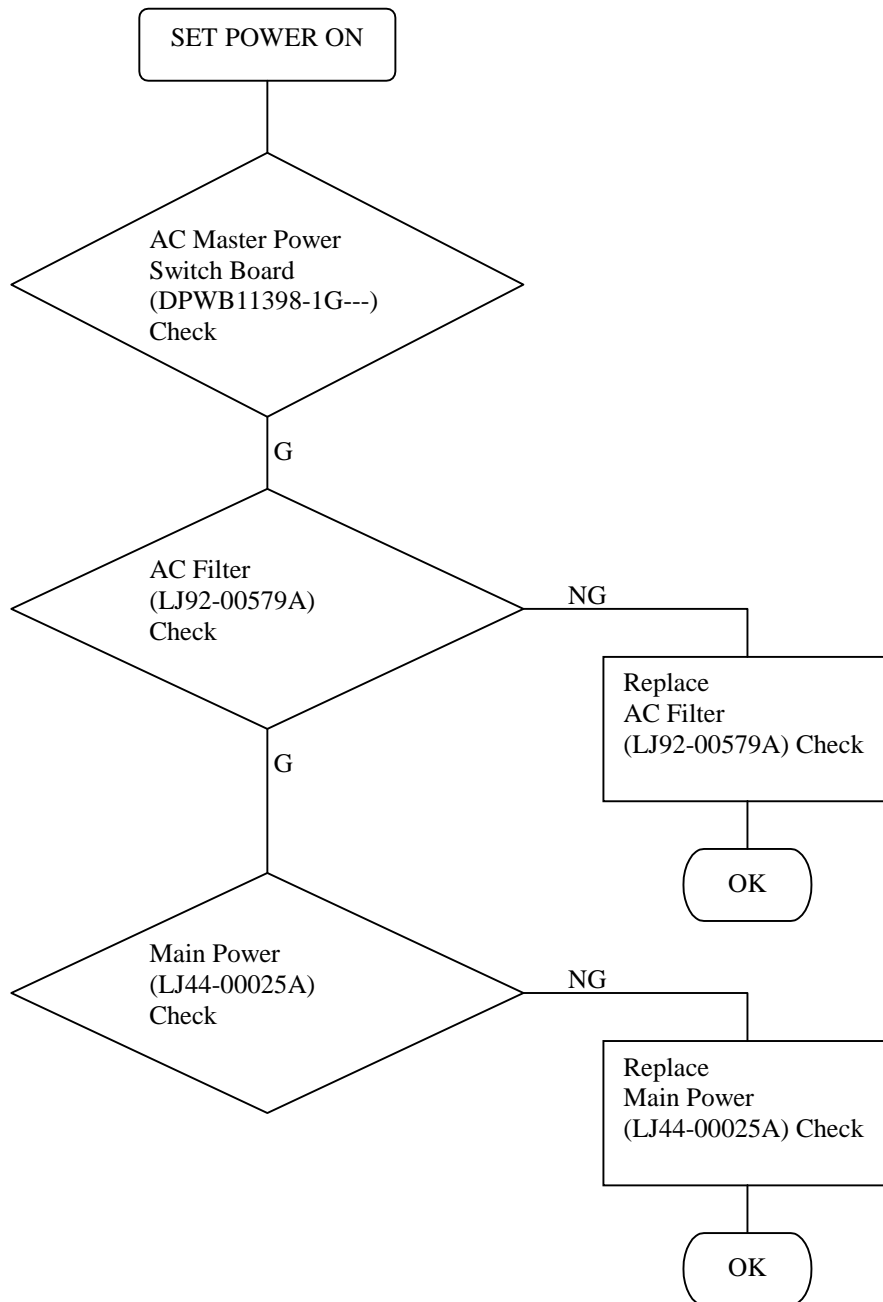 SET POWER ON
AC Master Power
Switch Board
(DPWB11398-1G---)
Check
G
AC Filter
(LJ92-00579A)
Check
NG
Replace
AC Filter
(LJ92-00579A) Check
G
OK
Main Power
(LJ44-00025A)
Check
NG
Replace
Main Power
(LJ44-00025A) Check
OK